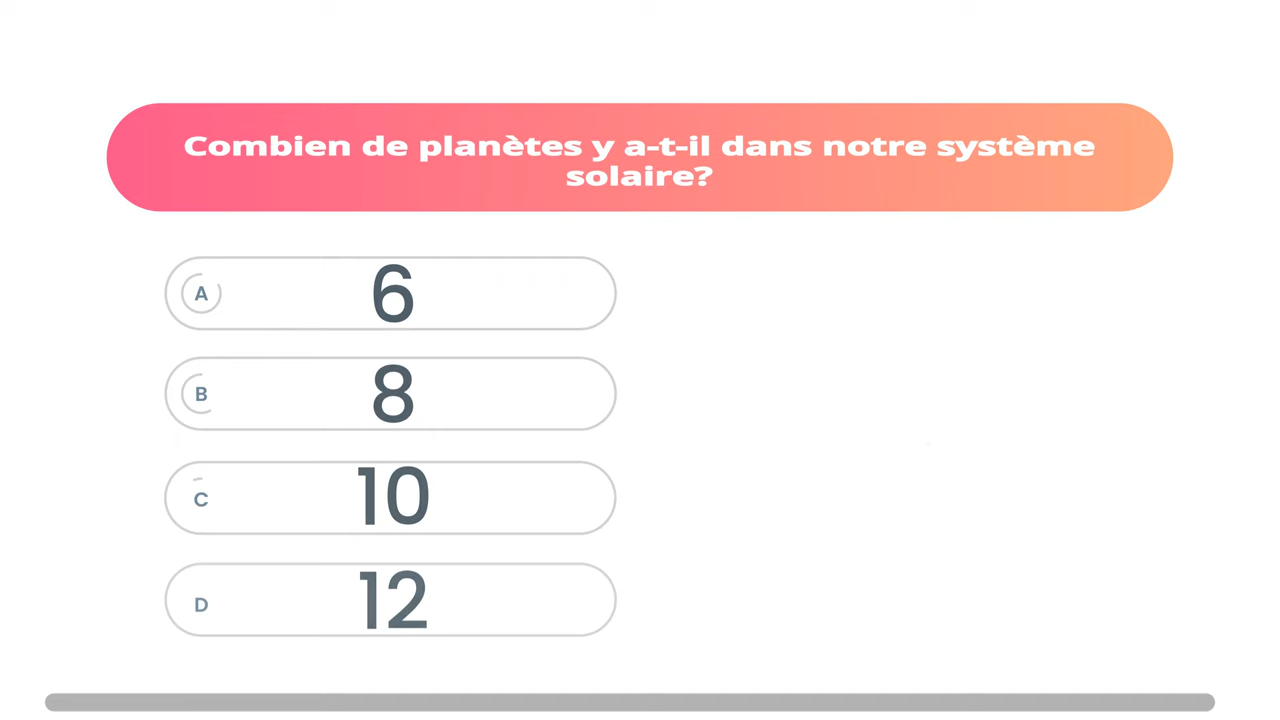 Combien de planètes y a-t-il dans notre système
solaire?
A 6
B 8
C 10
D 12